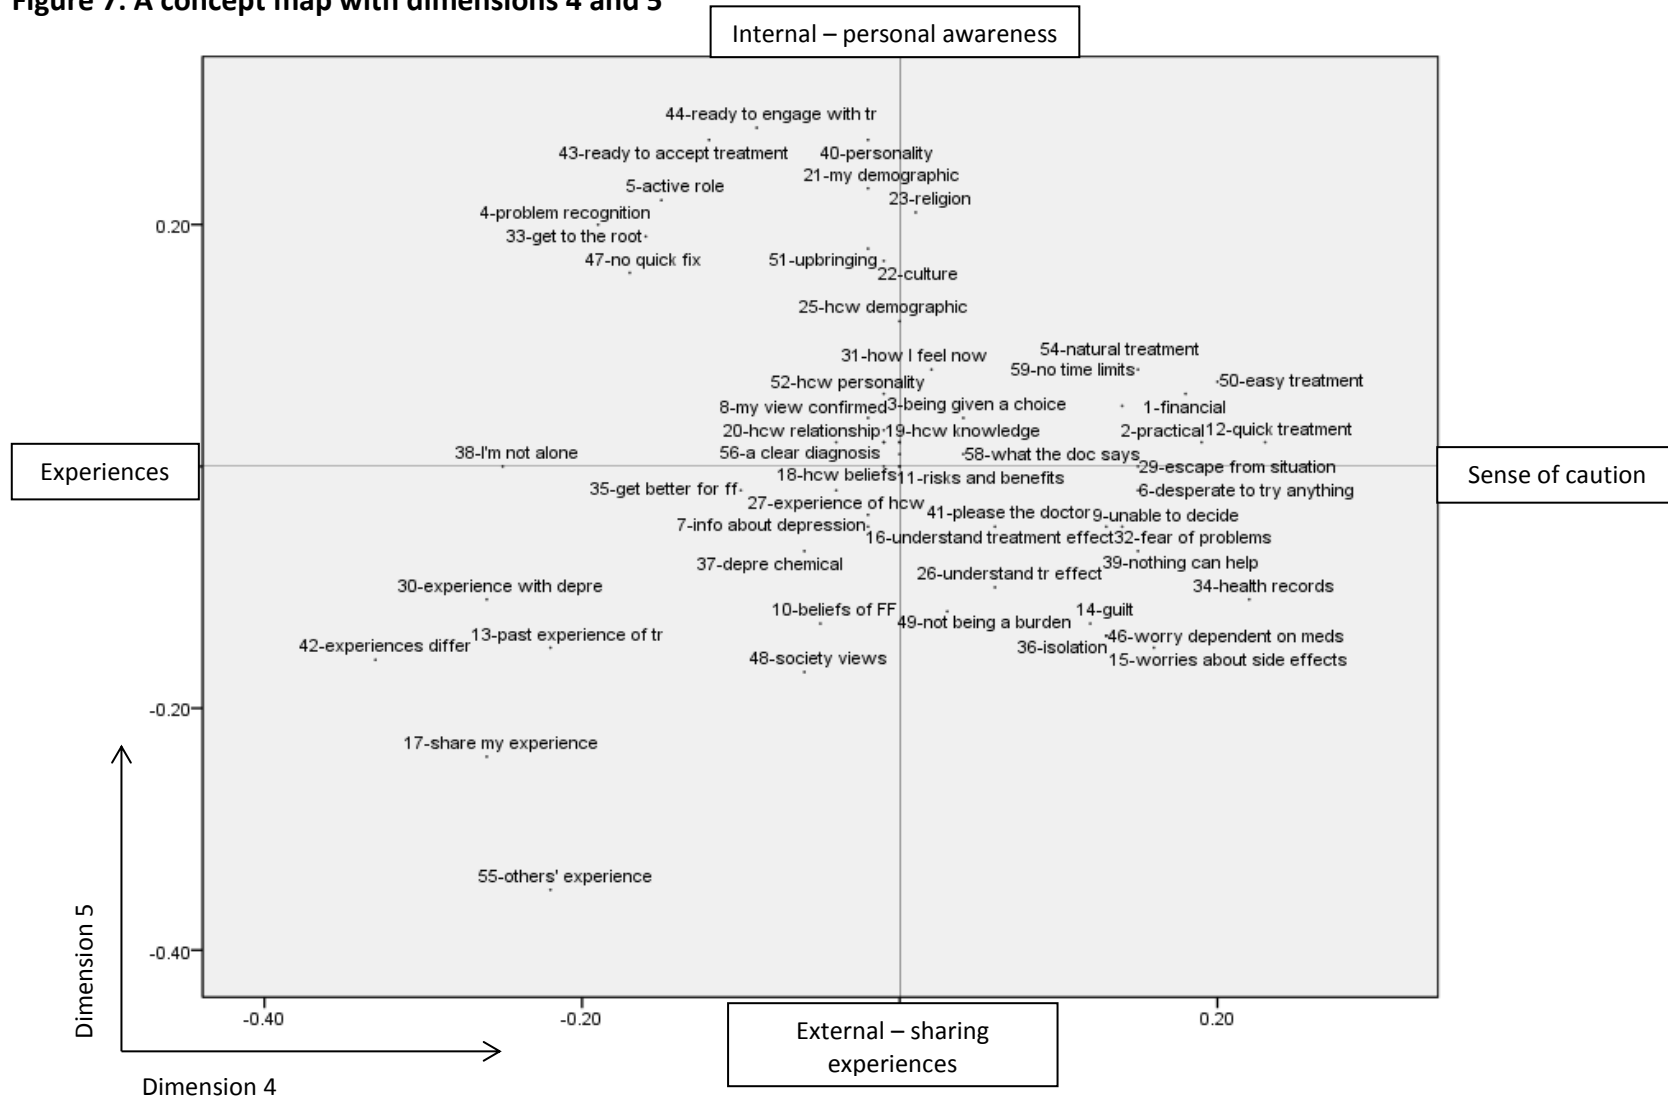 Figure 7. A concept map with dimensions 4 and 5
Internal – personal awareness
44-ready to engage with tr
43-ready to accept treatment
40-personality
21-my demographic
5-active role
23-religion
4-problem recognition
0.20
33-get to the root
47-no quick fix
51-upbringing
22-culture
25-hcw demographic
54-natural treatment
31-how I feel now
59-no time limits
52-hcw personality
50-easy treatment
8-my view confirmed
3-being given a choice
1-financial
20-hcw relationship
19-hcw knowledge
2-practical
12-quick treatment
38-I'm not alone
56-a clear diagnosis
58-what the doc says
29-escape from situation
Experiences
Sense of caution
18-hcw beliefs
11-risks and benefits
35-get better for ff
6-desperate to try anything
27-experience of hcw
41-please the doctor
9-unable to decide
7-info about depression
16-understand treatment effect
32-fear of problems
37-depre chemical
39-nothing can help
26-understand tr effect
30-experience with depre
34-health records
10-beliefs of FF
14-guilt
49-not being a burden
13-past experience of tr
46-worry dependent on meds
42-experiences differ
36-isolation
48-society views
15-worries about side effects
-0.20
17-share my experience
55-others' experience
-0.40
Dimension 5
-0.40
-0.20
0.20
External – sharing
experiences
Dimension 4